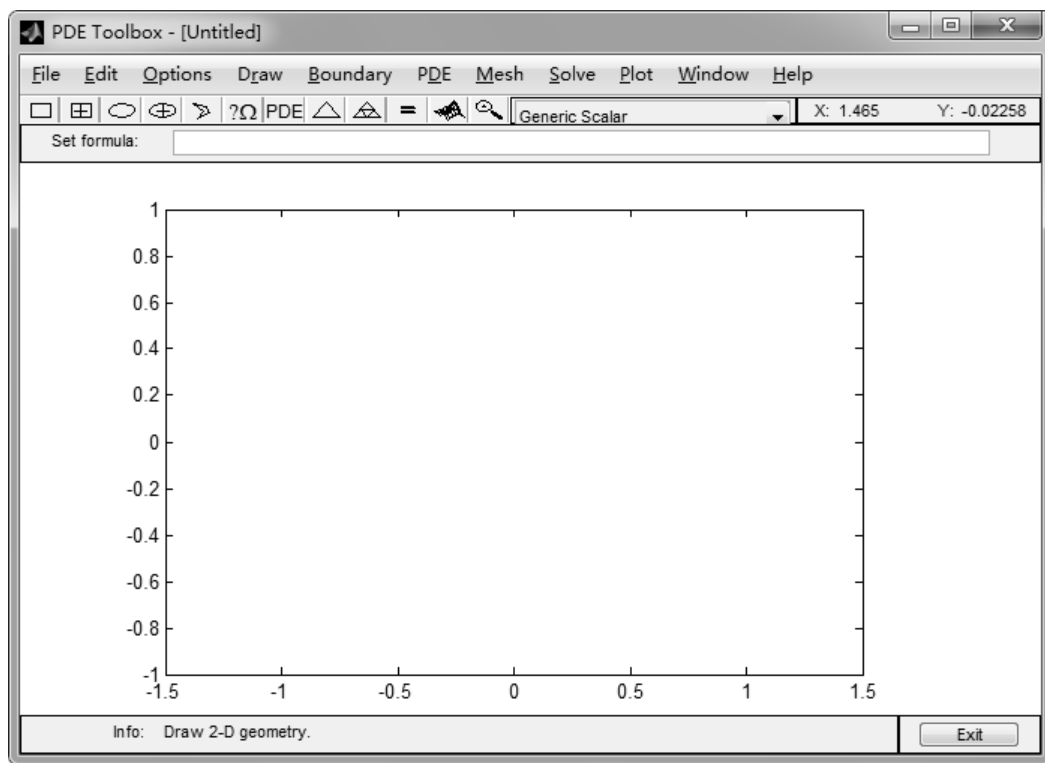 PDE Toolbox - [Untitled]
File Edit Options Draw Boundary PDE Mesh Solve Plot Window Help
?Ω PDE = Generic Scalar X: 1.465 Y: -0.02258
Set formula:
1
0.8
0.6
0.4
0.2
0
-0.2
-0.4
-0.6
-0.8
-1
-1.5 -1 -0.5 0 0.5 1 1.5
Info: Draw 2-D geometry. Exit